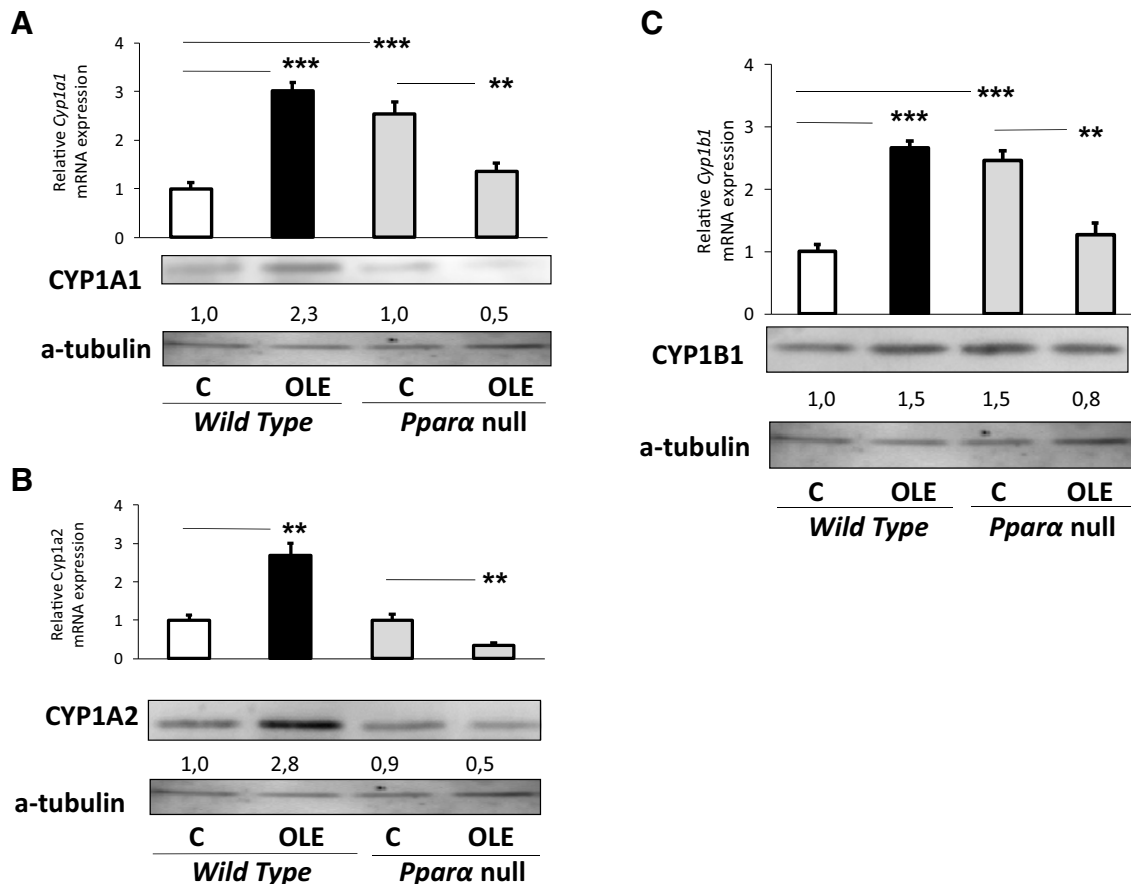 A
Relative Cyp1a1
mRNA expression
4
3
2
1
0
***
***
**
CYP1A1
1,0 2,3 1,0 0,5
a-tubulin
C OLE C OLE
Wild Type Pparα null
B
Relative Cyp1a2
mRNA expression
4
3
2
1
0
**
**
CYP1A2
1,0 2,8 0,9 0,5
a-tubulin
C OLE C OLE
Wild Type Pparα null
C
Relative Cyp1b1
mRNA expression
4
3
2
1
0
***
***
**
CYP1B1
1,0 1,5 1,5 0,8
a-tubulin
C OLE C OLE
Wild Type Pparα null